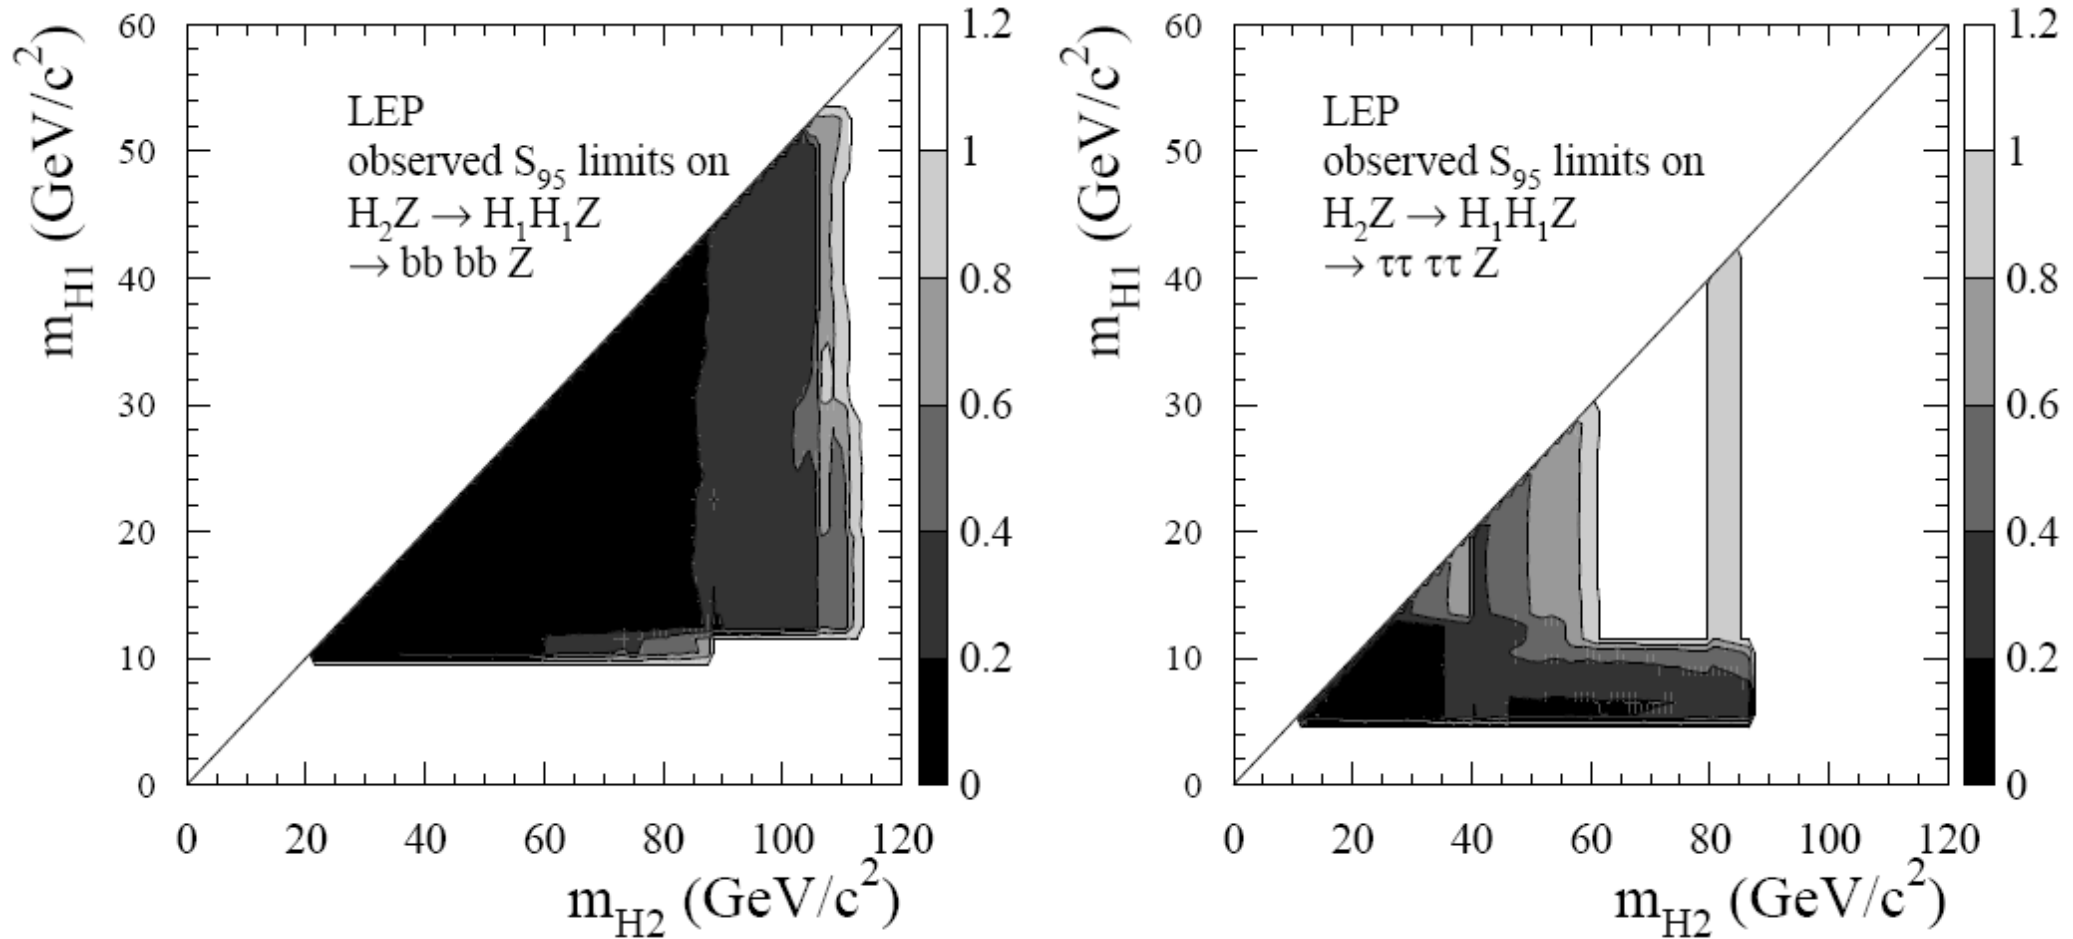 60
50
40
30
20
10
0
m_H1 (GeV/c²)
LEP
observed S₉₅ limits on
H₂Z → H₁H₁Z
→ bb bb Z
0 20 40 60 80 100 120
m_H2 (GeV/c²)
1.2
1
0.8
0.6
0.4
0.2
0
60
50
40
30
20
10
0
m_H1 (GeV/c²)
LEP
observed S₉₅ limits on
H₂Z → H₁H₁Z
→ ττ ττ Z
0 20 40 60 80 100 120
m_H2 (GeV/c²)
1.2
1
0.8
0.6
0.4
0.2
0